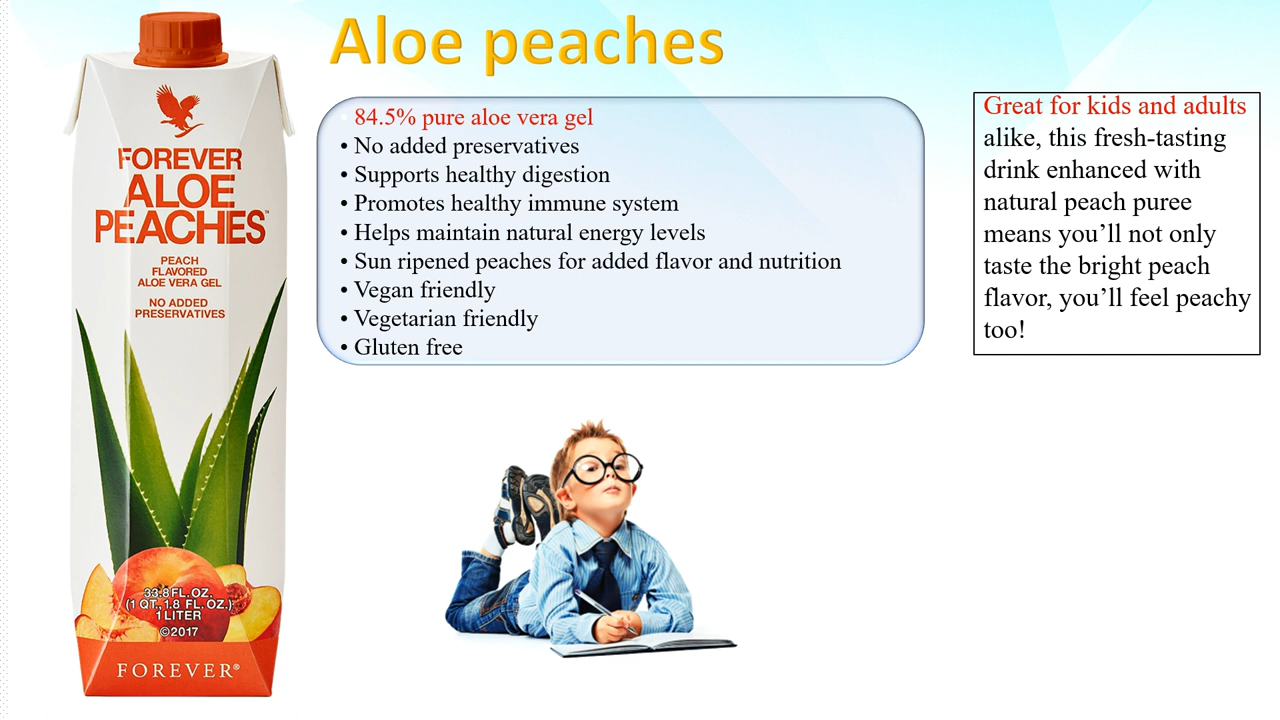 Aloe peaches
FOREVER
ALOE
PEACHES™
PEACH
FLAVORED
ALOE VERA GEL
NO ADDED
PRESERVATIVES
33.8 FL. OZ.
(1 QT., 1.8 FL. OZ.)
1 LITER
©2017
FOREVER®
• 84.5% pure aloe vera gel
• No added preservatives
• Supports healthy digestion
• Promotes healthy immune system
• Helps maintain natural energy levels
• Sun ripened peaches for added flavor and nutrition
• Vegan friendly
• Vegetarian friendly
• Gluten free
Great for kids and adults
alike, this fresh-tasting
drink enhanced with
natural peach puree
means you’ll not only
taste the bright peach
flavor, you’ll feel peachy
too!